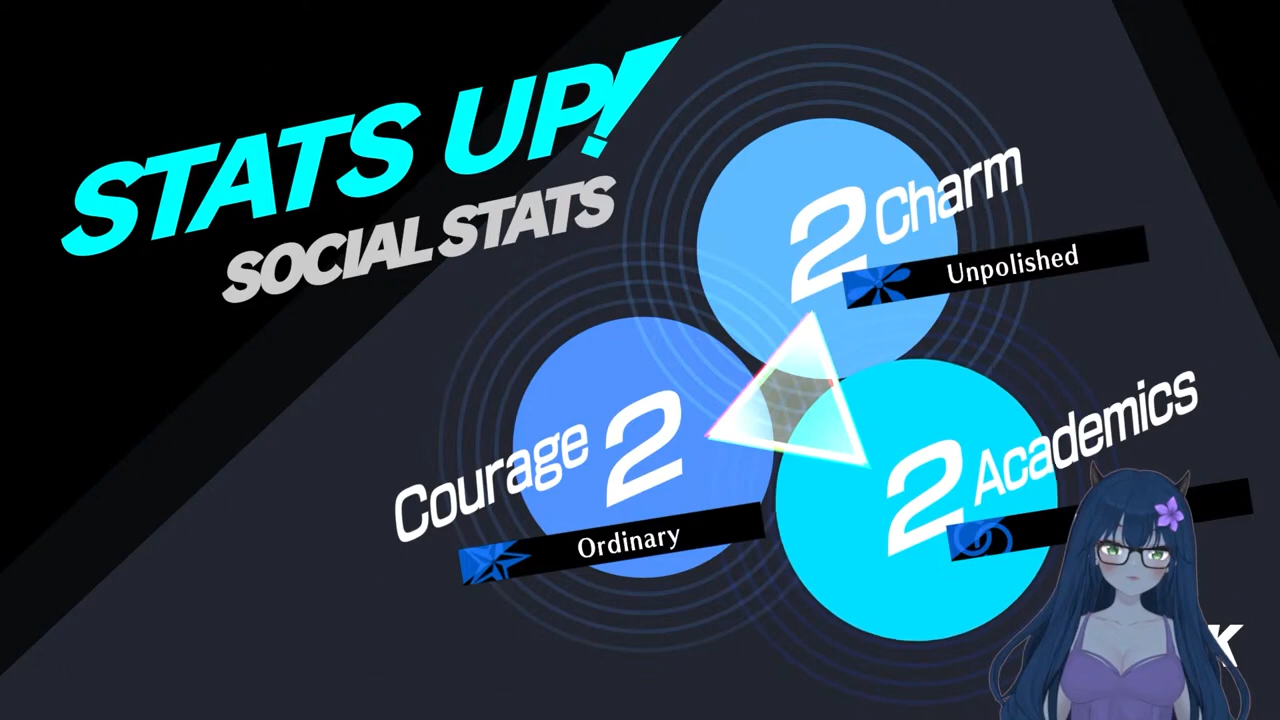 STATS UP!
SOCIAL STATS
2 Charm
Unpolished
Courage 2
Ordinary
2 Academics
K